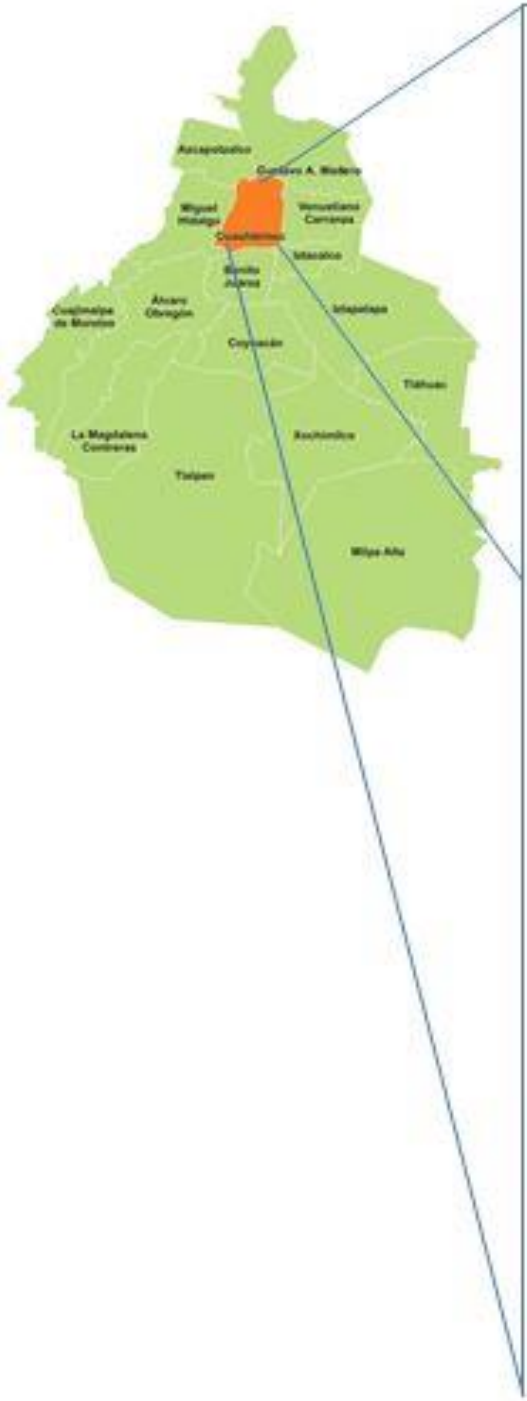 Azcapotzalco
Gustavo A. Madero
Miguel
Hidalgo
Venustiano
Carranza
Cuauhtémoc
Iztacalco
Benito
Juárez
Cuajimalpa
de Morelos
Álvaro
Obregón
Iztapalapa
Coyoacán
Tláhuac
La Magdalena
Contreras
Xochimilco
Tlalpan
Milpa Alta